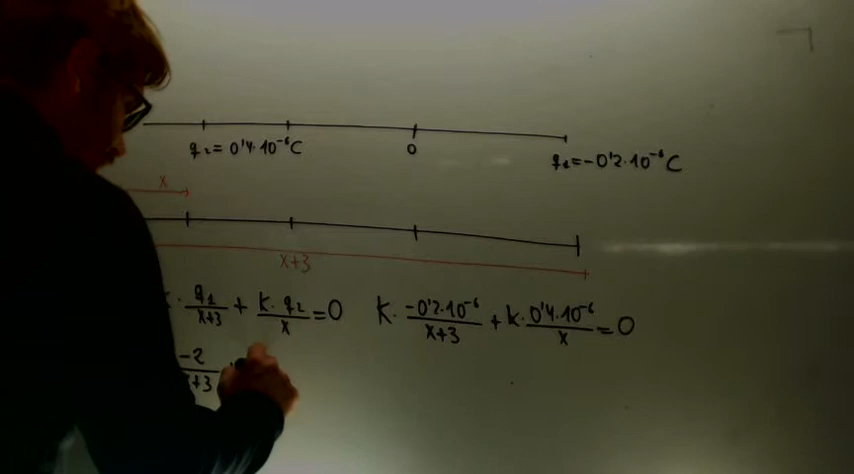 q₂ = 0'4·10⁻⁶C 0 q₁ = -0'2·10⁻⁶C
x
x+3
k · q₁/(x+3) + k·q₂/x = 0 k · -0'2·10⁻⁶/(x+3) + k · 0'4·10⁻⁶/x = 0
-2/(x+3)